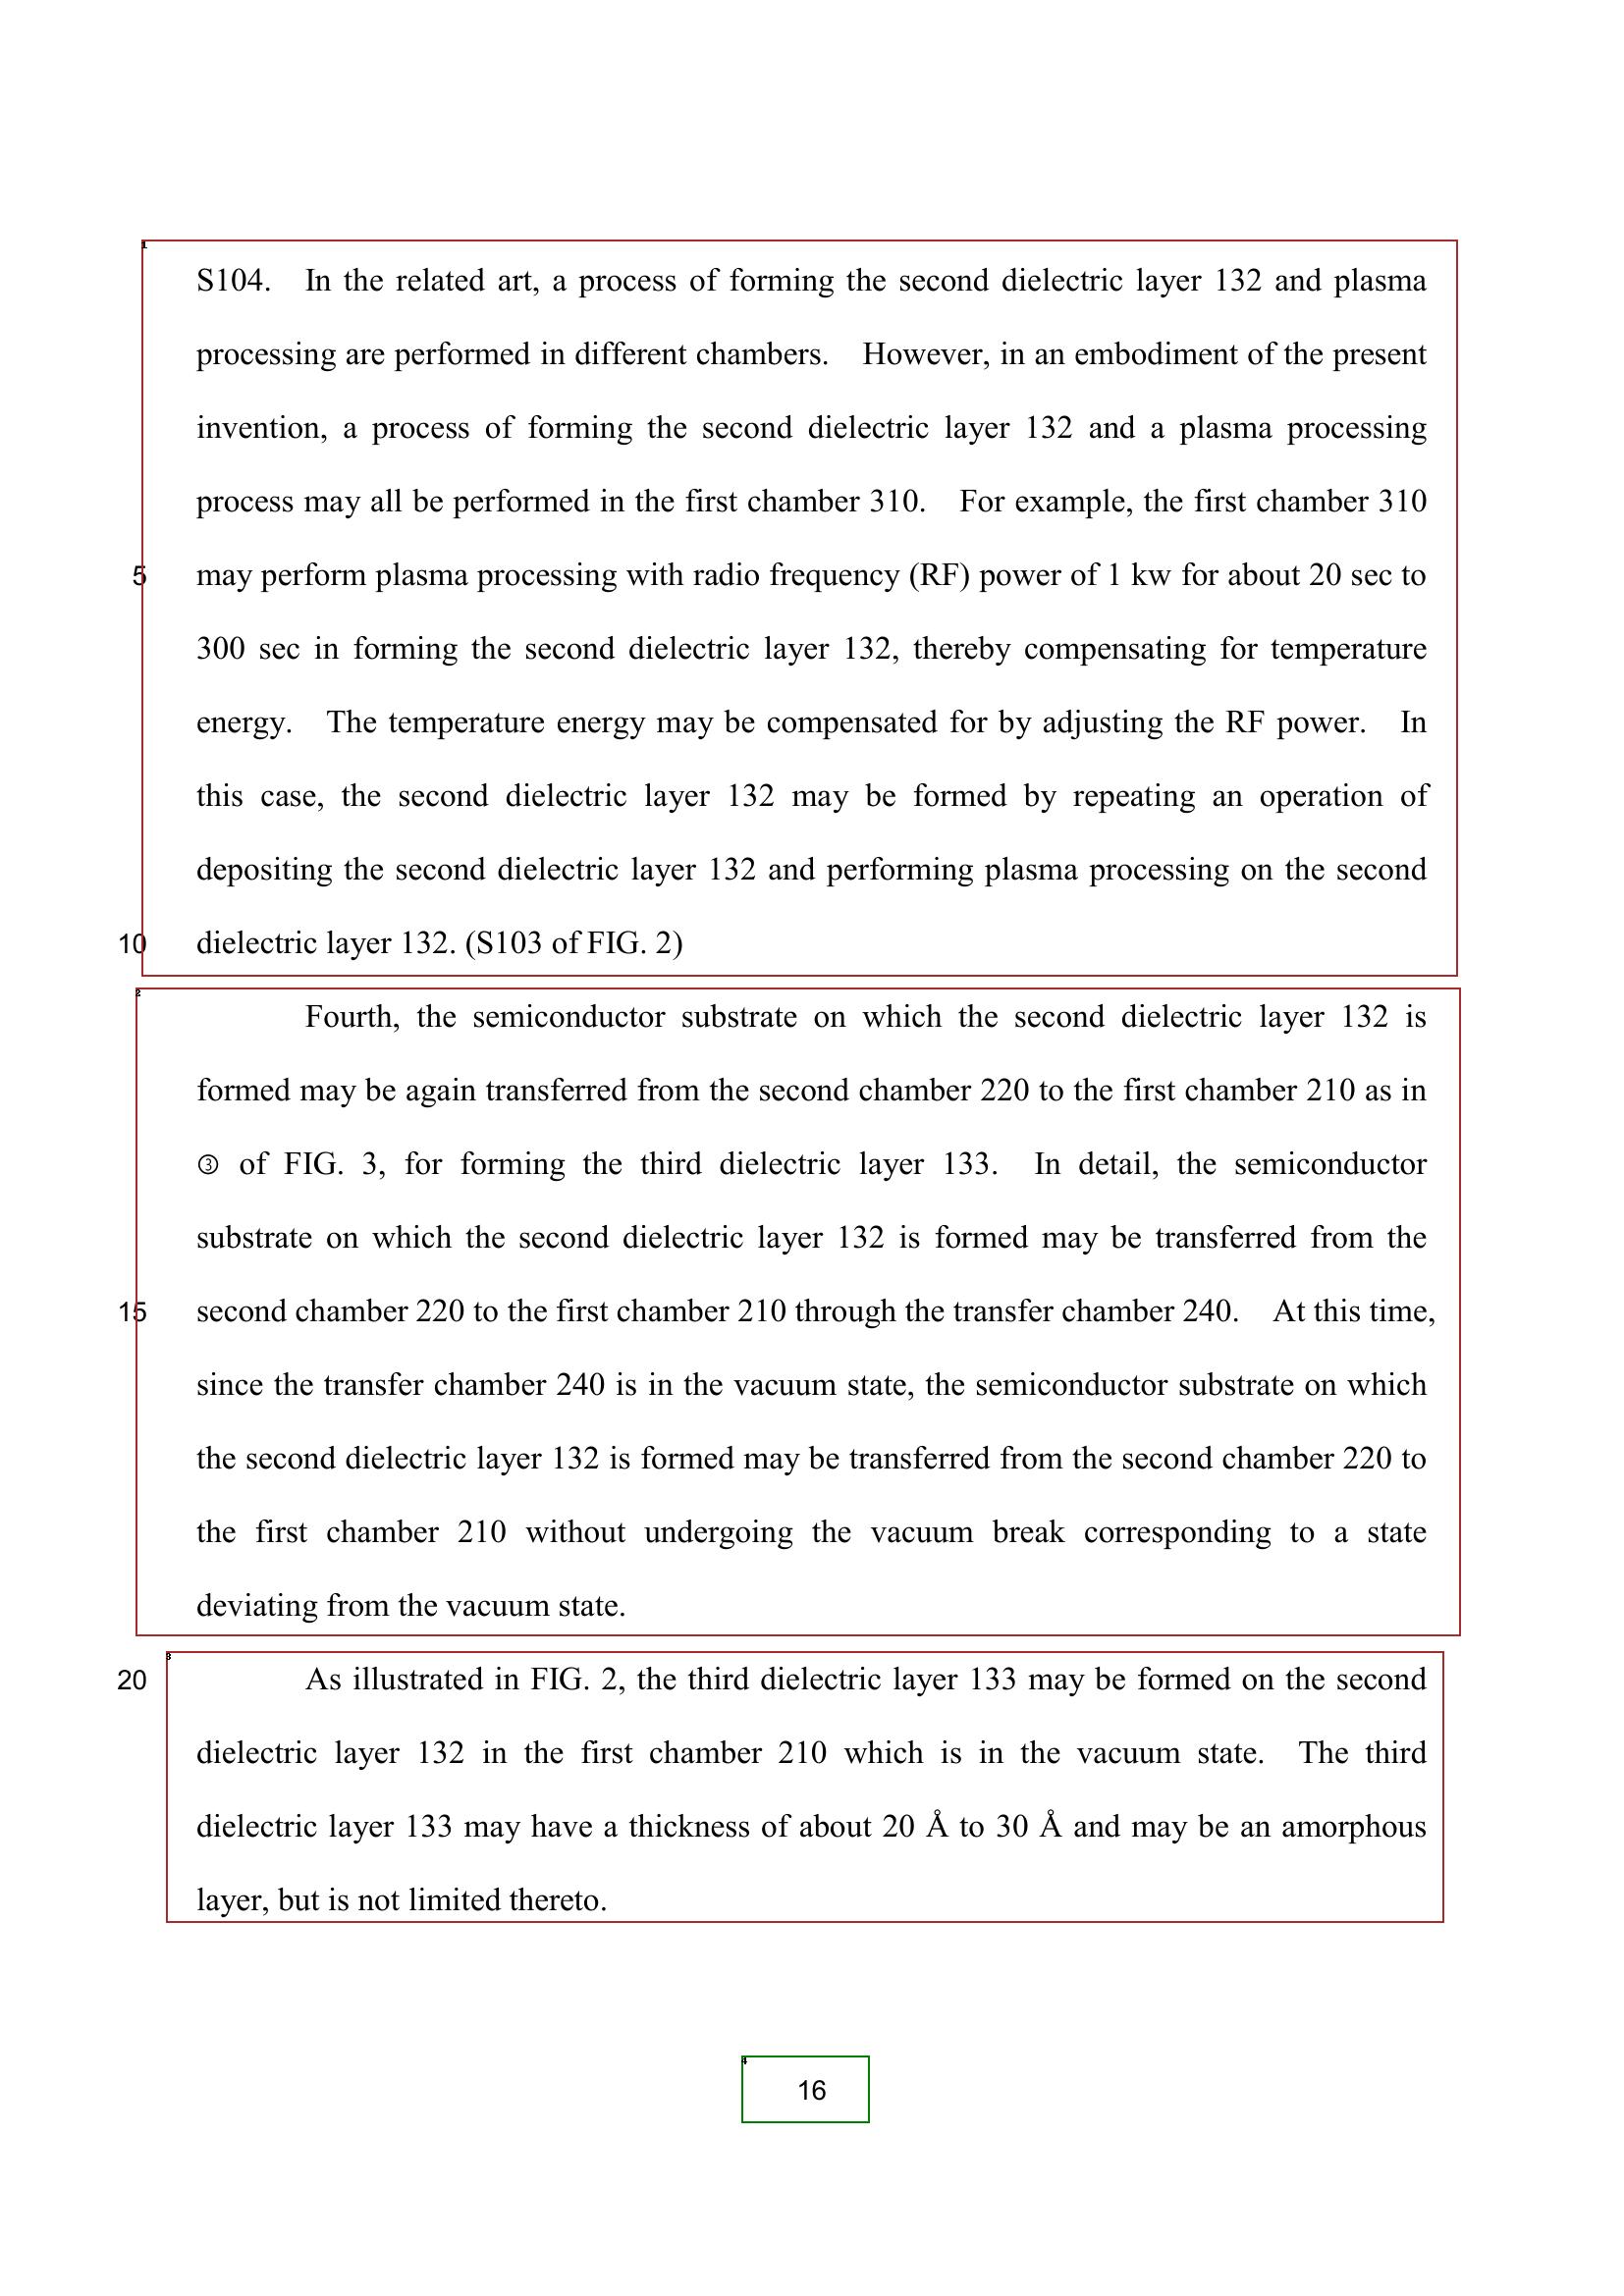 S104. In the related art, a process of forming the second dielectric layer 132 and plasma
processing are performed in different chambers. However, in an embodiment of the present
invention, a process of forming the second dielectric layer 132 and a plasma processing
process may all be performed in the first chamber 310. For example, the first chamber 310
5 may perform plasma processing with radio frequency (RF) power of 1 kw for about 20 sec to
300 sec in forming the second dielectric layer 132, thereby compensating for temperature
energy. The temperature energy may be compensated for by adjusting the RF power. In
this case, the second dielectric layer 132 may be formed by repeating an operation of
depositing the second dielectric layer 132 and performing plasma processing on the second
10 dielectric layer 132. (S103 of FIG. 2)
Fourth, the semiconductor substrate on which the second dielectric layer 132 is
formed may be again transferred from the second chamber 220 to the first chamber 210 as in
③ of FIG. 3, for forming the third dielectric layer 133. In detail, the semiconductor
substrate on which the second dielectric layer 132 is formed may be transferred from the
15 second chamber 220 to the first chamber 210 through the transfer chamber 240. At this time,
since the transfer chamber 240 is in the vacuum state, the semiconductor substrate on which
the second dielectric layer 132 is formed may be transferred from the second chamber 220 to
the first chamber 210 without undergoing the vacuum break corresponding to a state
deviating from the vacuum state.
20 As illustrated in FIG. 2, the third dielectric layer 133 may be formed on the second
dielectric layer 132 in the first chamber 210 which is in the vacuum state. The third
dielectric layer 133 may have a thickness of about 20 Å to 30 Å and may be an amorphous
layer, but is not limited thereto.
16